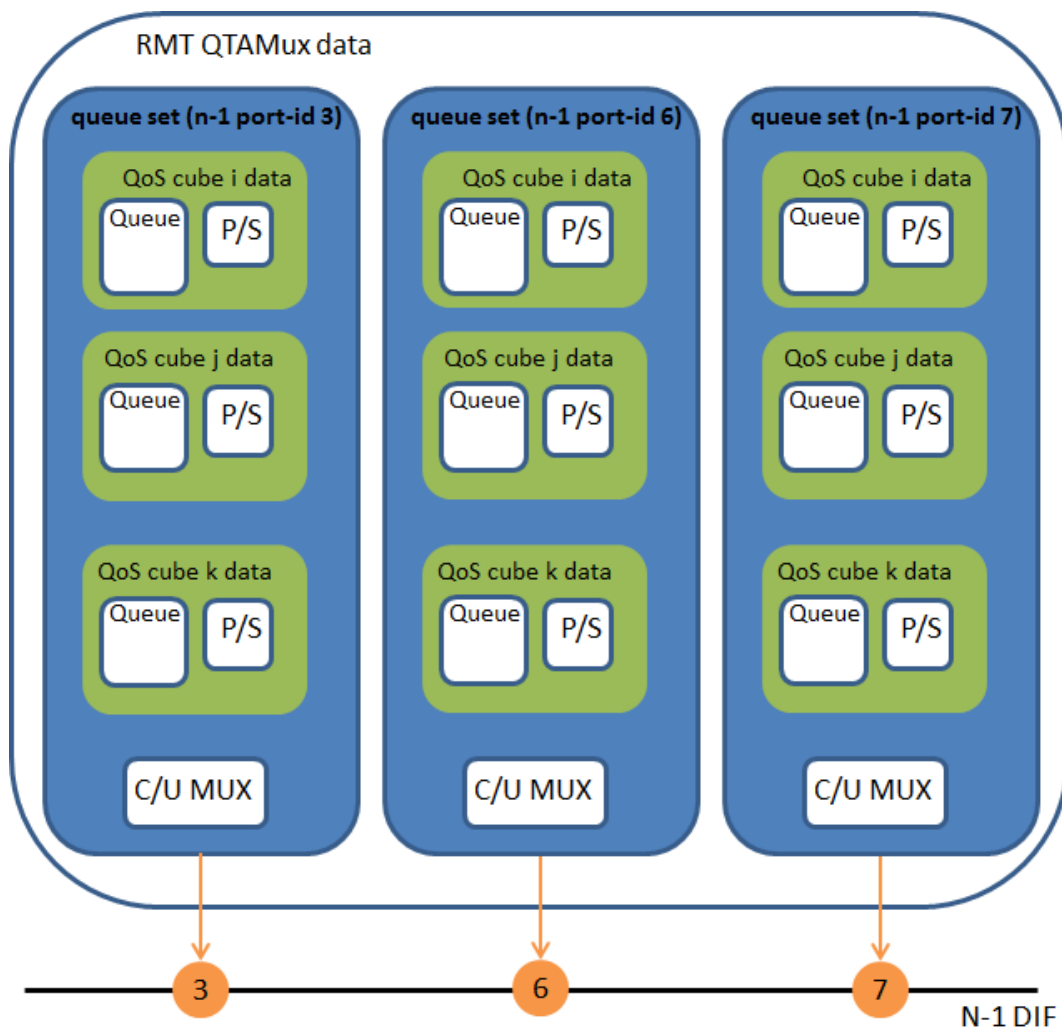 RMT QTAMux data
queue set (n-1 port-id 3)
QoS cube i data
Queue
P/S
QoS cube j data
Queue
P/S
QoS cube k data
Queue
P/S
C/U MUX
3
queue set (n-1 port-id 6)
QoS cube i data
Queue
P/S
QoS cube j data
Queue
P/S
QoS cube k data
Queue
P/S
C/U MUX
6
queue set (n-1 port-id 7)
QoS cube i data
Queue
P/S
QoS cube j data
Queue
P/S
QoS cube k data
Queue
P/S
C/U MUX
7
N-1 DIF